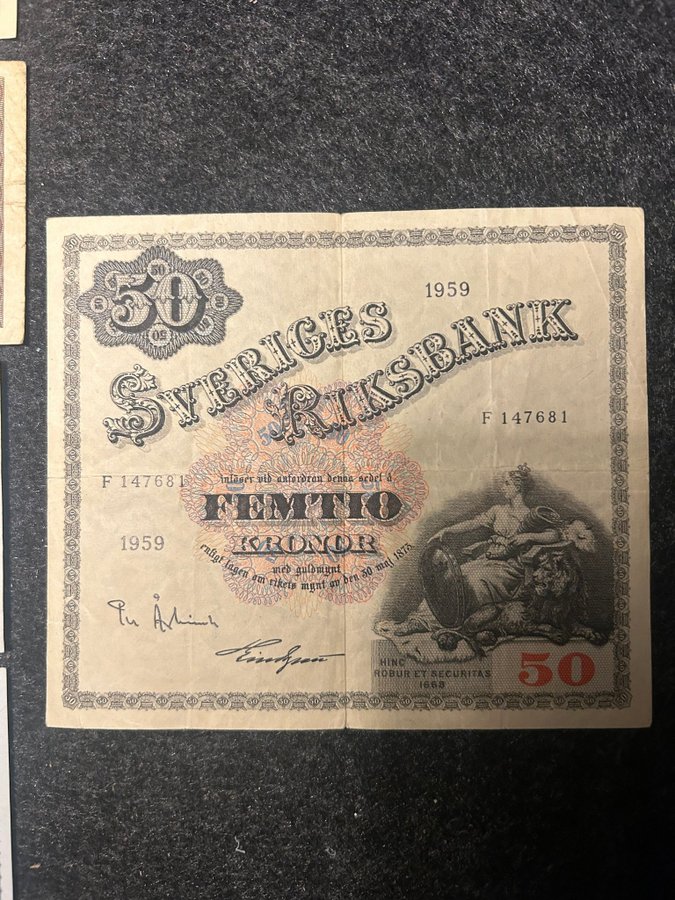 50
1959
SVERIGES
RIKSBANK
F 147681
F 147681
inlöser vid anfordran denna sedel å
FEMTIO
KRONOR
1959
med guldmynt
enligt lagen om rikets mynt av den 30 maj 1873.
HINC
ROBUR ET SECURITAS
1668
50